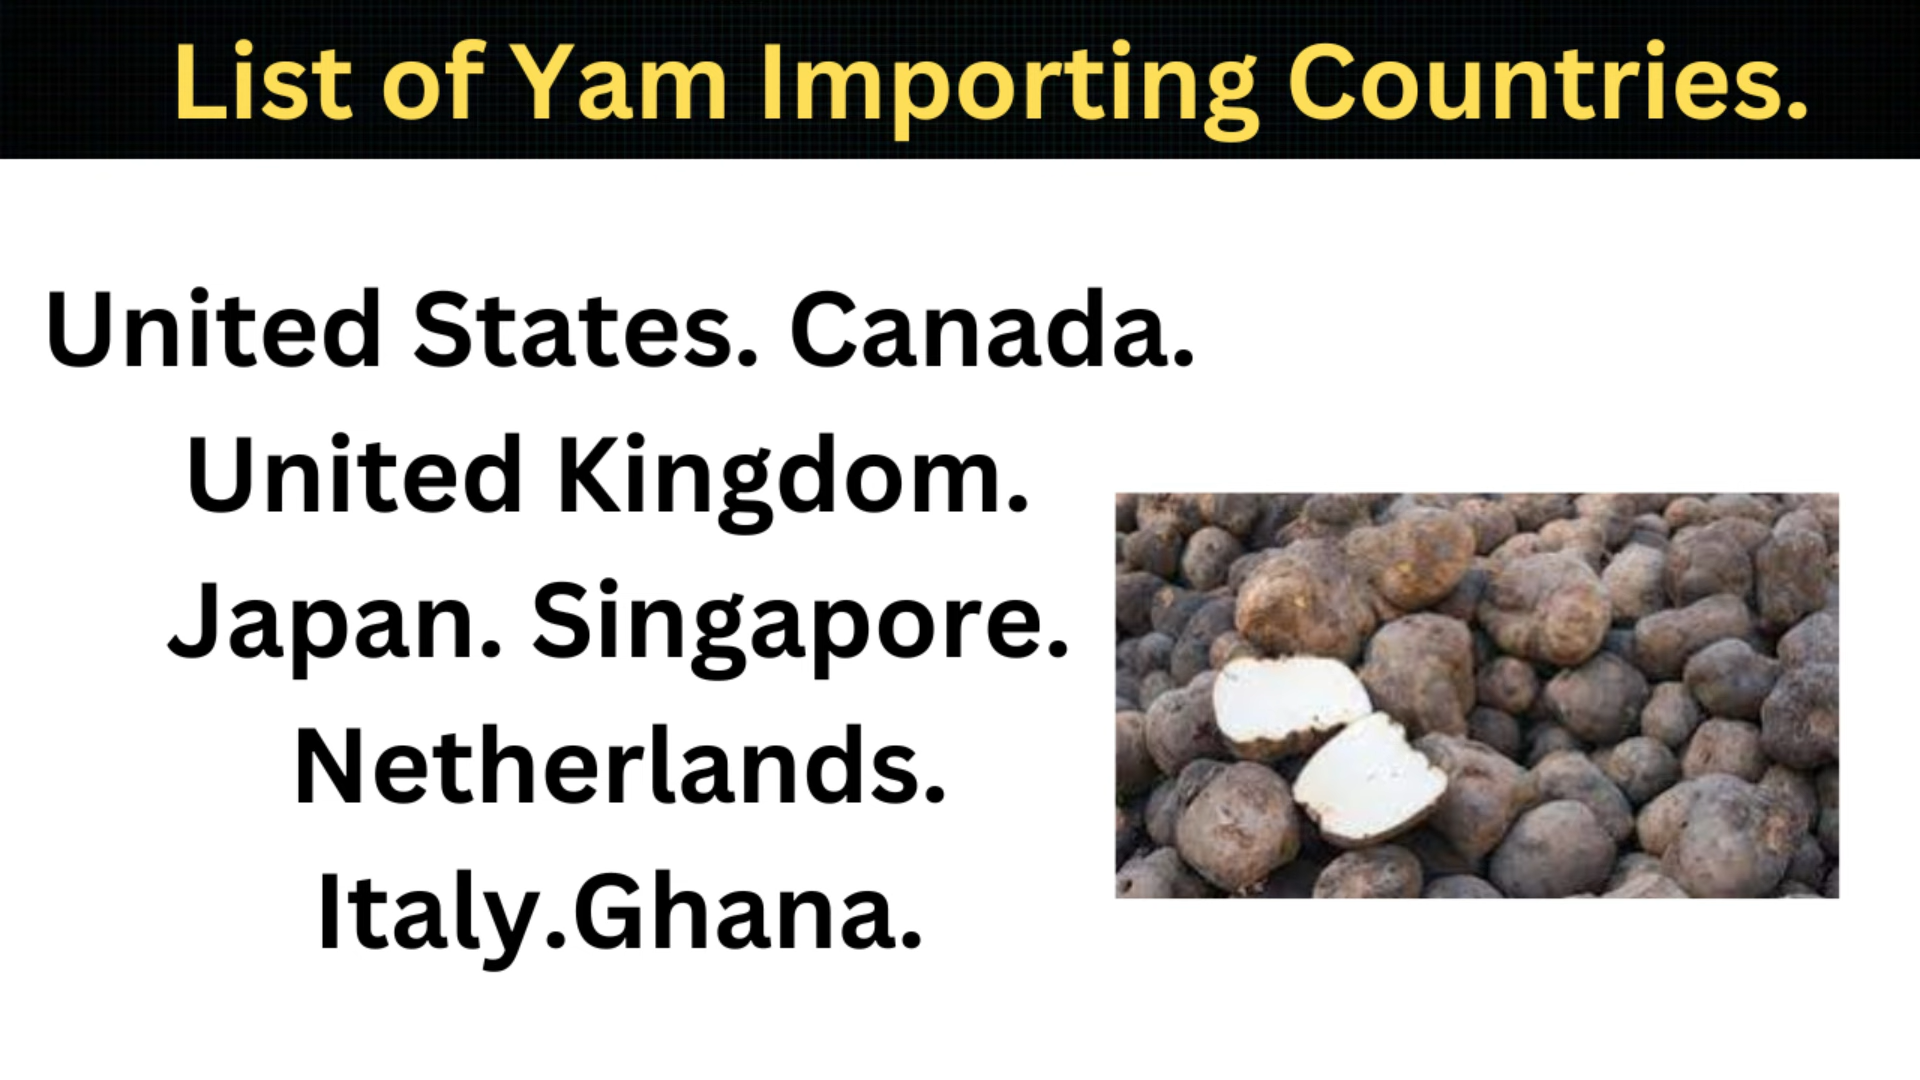 List of Yam Importing Countries.
United States. Canada.
United Kingdom.
Japan. Singapore.
Netherlands.
Italy.Ghana.